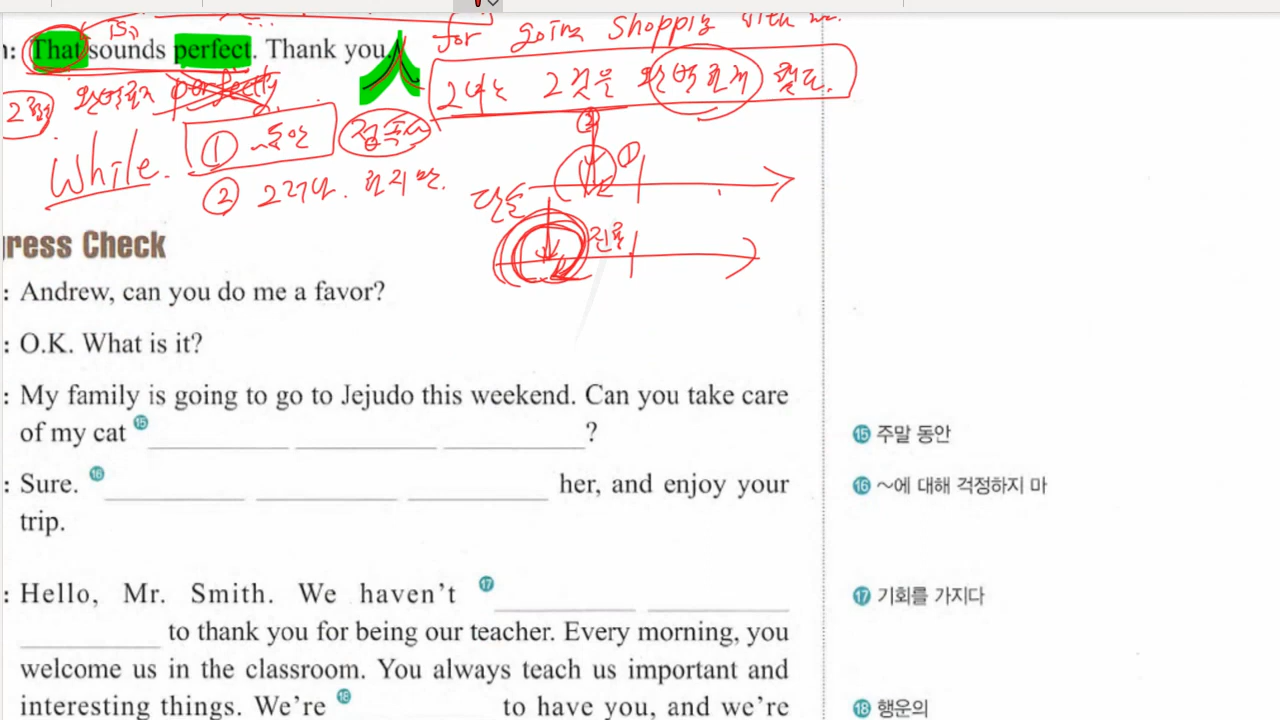 for going shopping with me.
is)
: That sounds perfect. Thank you.
그녀는 그것을 완벽하게 했다.
2형 완벽하게 perfectly
While. ① ~동안 접속사
② 그러나. 하지만.
단순 ② ①
진행
gress Check
: Andrew, can you do me a favor?
: O.K. What is it?
: My family is going to go to Jejudo this weekend. Can you take care
of my cat ⑮ ?
⑮ 주말 동안
: Sure. ⑯ her, and enjoy your
⑯ ~에 대해 걱정하지 마
trip.
: Hello, Mr. Smith. We haven't ⑰
⑰ 기회를 가지다
to thank you for being our teacher. Every morning, you
welcome us in the classroom. You always teach us important and
interesting things. We're ⑱ to have you, and we're
⑱ 행운의